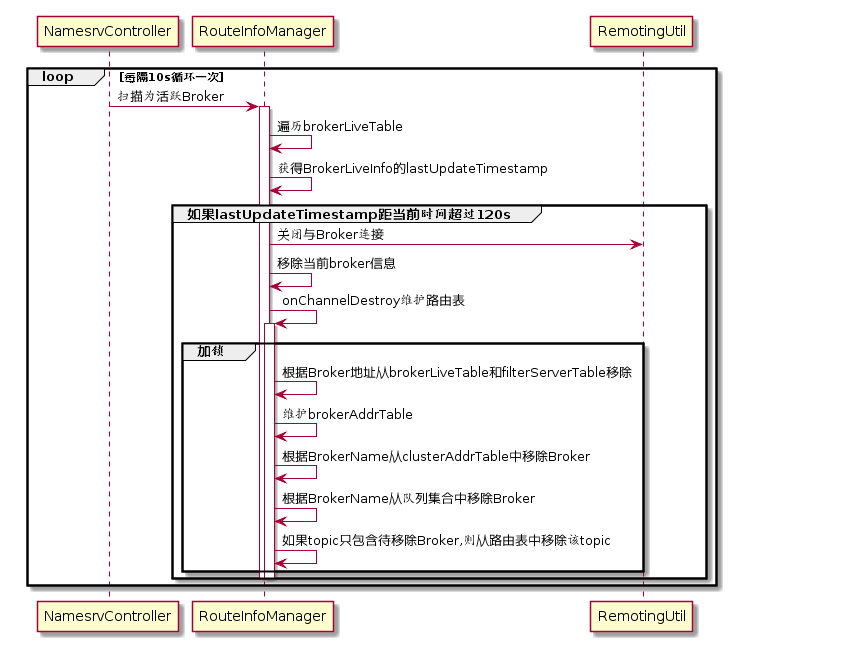 NamesrvController RouteInfoManager RemotingUtil
loop [每隔10s循环一次]
扫描为活跃Broker
遍历brokerLiveTable
获得BrokerLiveInfo的lastUpdateTimestamp
如果lastUpdateTimestamp距当前时间超过120s
关闭与Broker连接
移除当前broker信息
onChannelDestroy维护路由表
加锁
根据Broker地址从brokerLiveTable和filterServerTable移除
维护brokerAddrTable
根据BrokerName从clusterAddrTable中移除Broker
根据BrokerName从队列集合中移除Broker
如果topic只包含待移除Broker,则从路由表中移除该topic
NamesrvController RouteInfoManager RemotingUtil